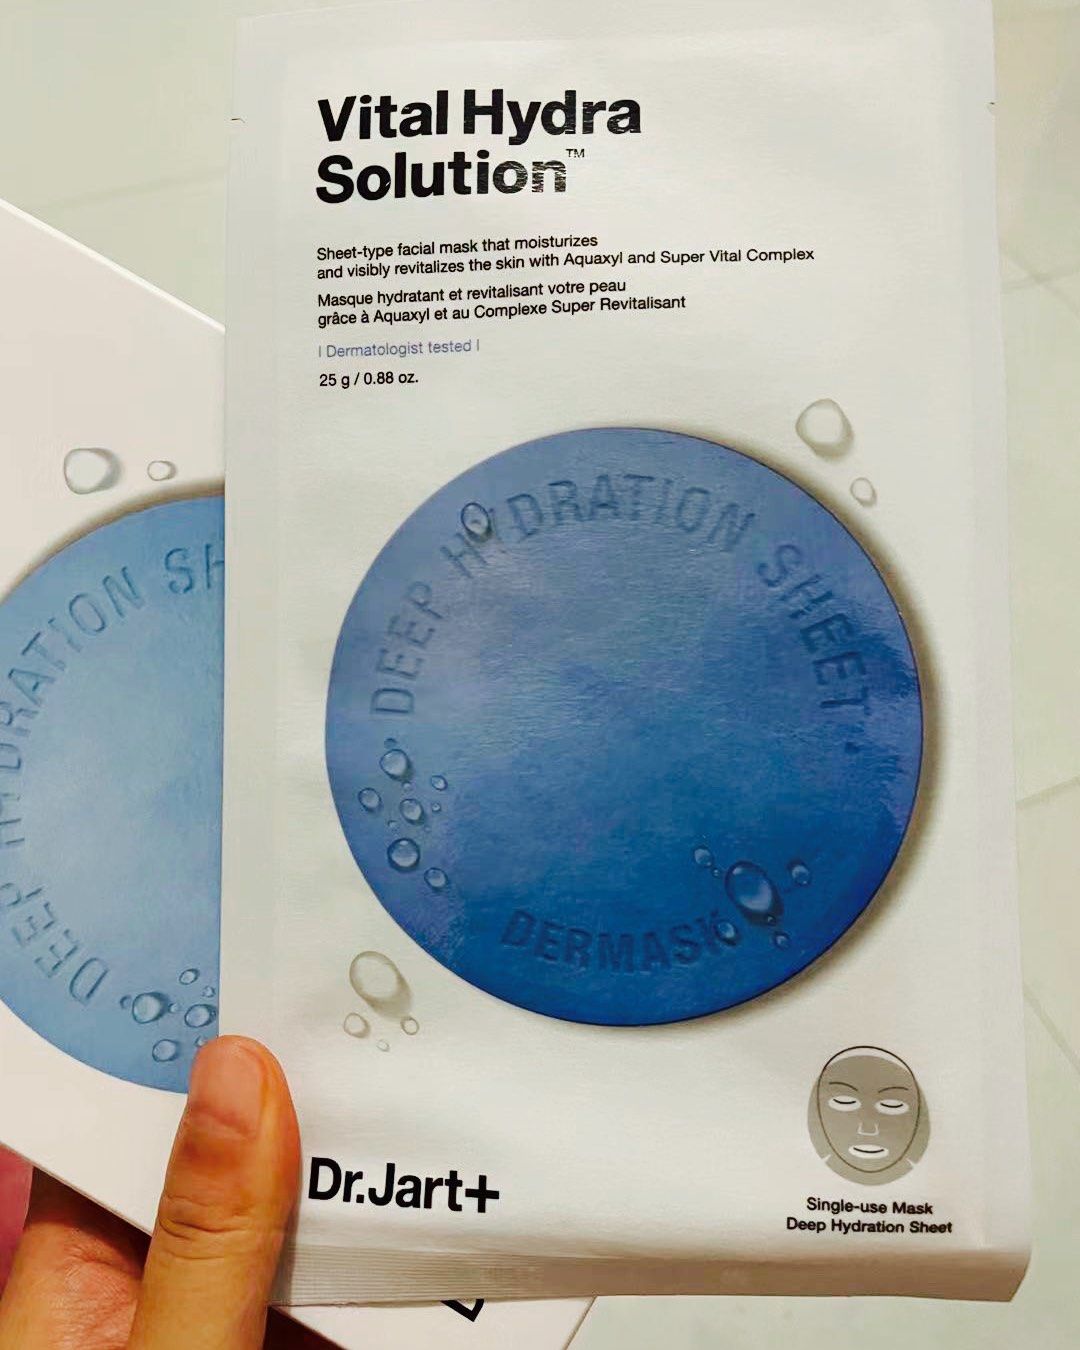 Vital Hydra
Solution™
Sheet-type facial mask that moisturizes
and visibly revitalizes the skin with Aquaxyl and Super Vital Complex
Masque hydratant et revitalisant votre peau
grâce à Aquaxyl et au Complexe Super Revitalisant
| Dermatologist tested |
25 g / 0.88 oz.
DEEP HYDRATION SHEET
DERMASK
DEEP HYDRATION SH
Dr.Jart+
Single-use Mask
Deep Hydration Sheet